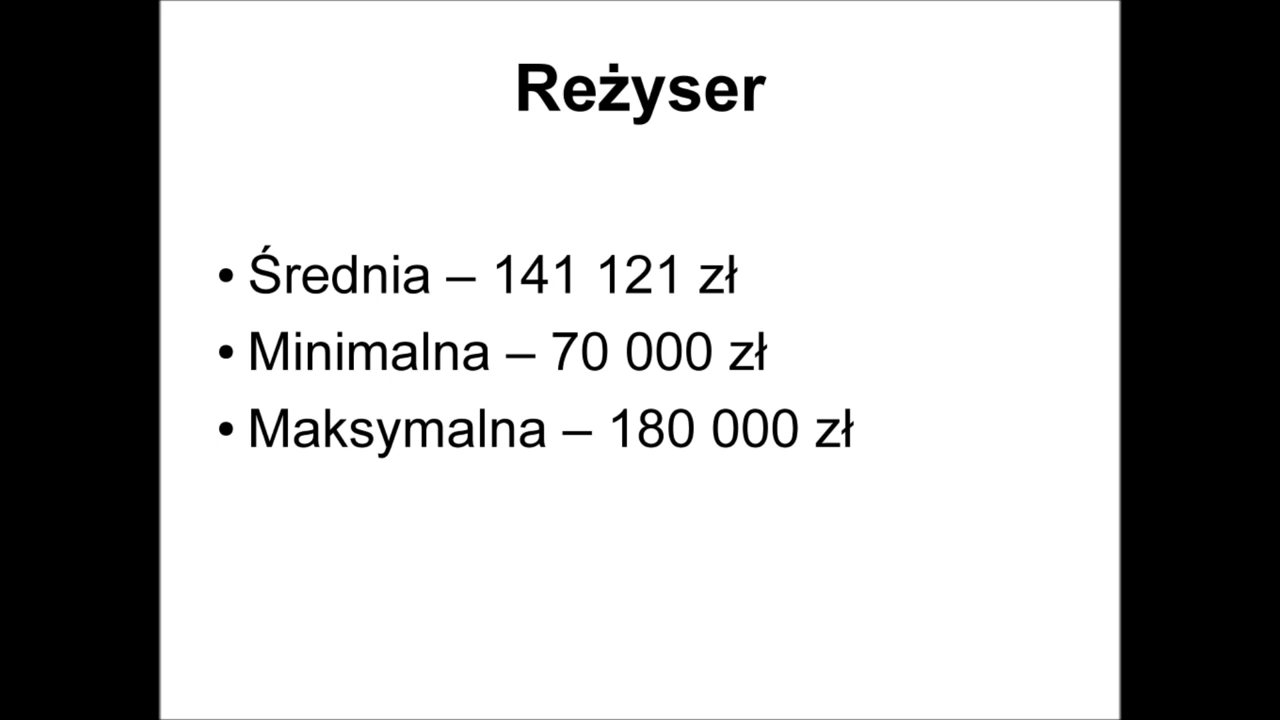 Reżyser
• Średnia – 141 121 zł
• Minimalna – 70 000 zł
• Maksymalna – 180 000 zł